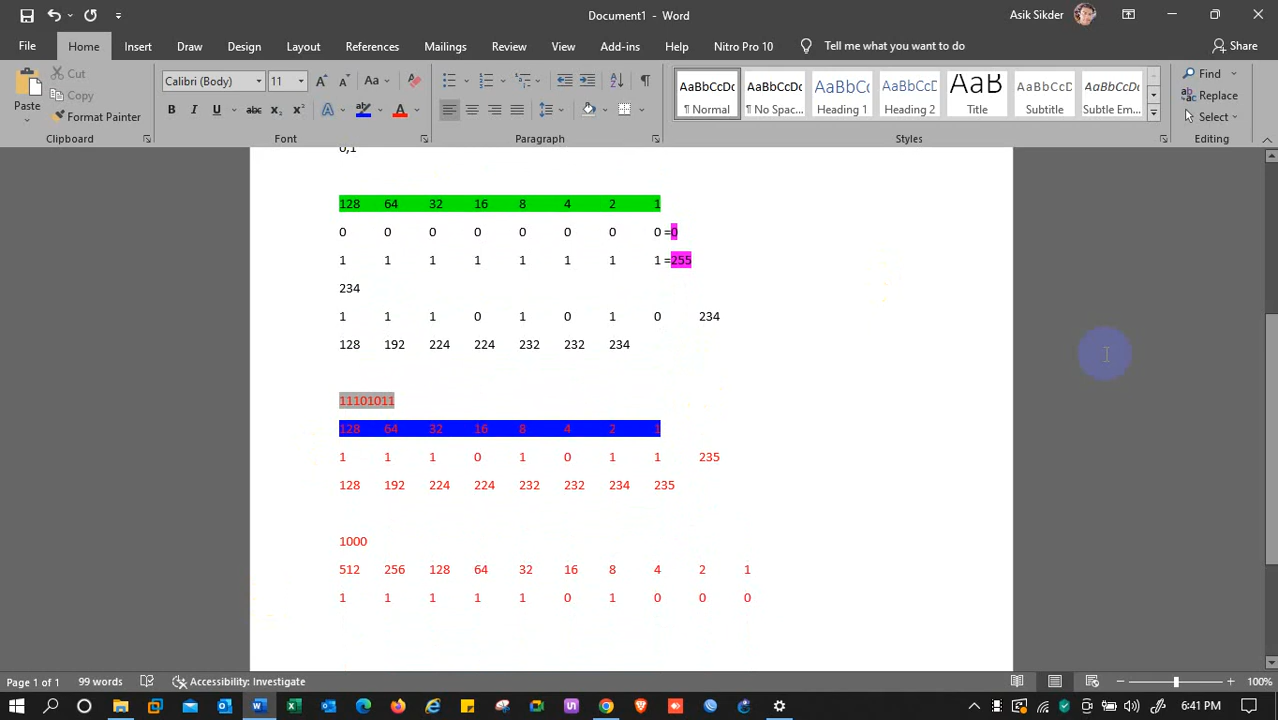 Document1 - Word
Asik Sikder
File Home Insert Draw Design Layout References Mailings Review View Add-ins Help Nitro Pro 10 Tell me what you want to do Share
Paste
Cut
Copy
Format Painter
Clipboard
Calibri (Body) 11
Font
Paragraph
AaBbCcDc AaBbCcDc AaBbCc AaBbCcD AaB AaBbCcD AaBbCcDc
¶ Normal ¶ No Spac... Heading 1 Heading 2 Title Subtitle Subtle Em...
Styles
Find
Replace
Select
Editing
0,1
128 64 32 16 8 4 2 1
0 0 0 0 0 0 0 0 =0
1 1 1 1 1 1 1 1 =255
234
1 1 1 0 1 0 1 0 234
128 192 224 224 232 232 234
11101011
128 64 32 16 8 4 2 1
1 1 1 0 1 0 1 1 235
128 192 224 224 232 232 234 235
1000
512 256 128 64 32 16 8 4 2 1
1 1 1 1 1 0 1 0 0 0
Page 1 of 1 99 words Accessibility: Investigate 100%
6:41 PM